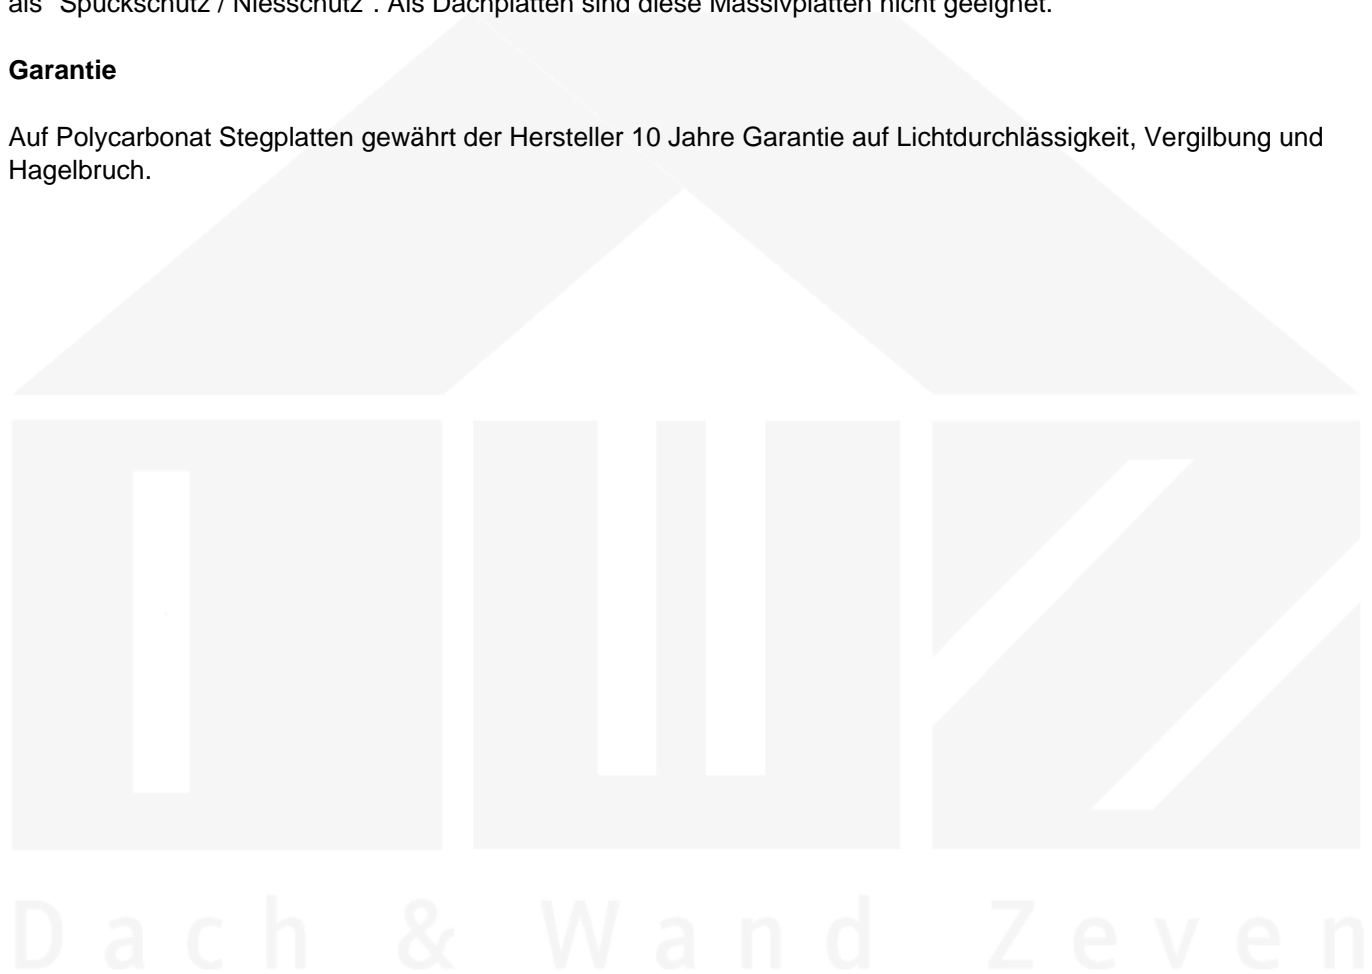 als "Spuckschutz / Niesschutz". Als Dachplatten sind diese Massivplatten nicht geeignet.
Garantie
Auf Polycarbonat Stegplatten gewährt der Hersteller 10 Jahre Garantie auf Lichtdurchlässigkeit, Vergilbung und
Hagelbruch.
Dach & Wand Zeven